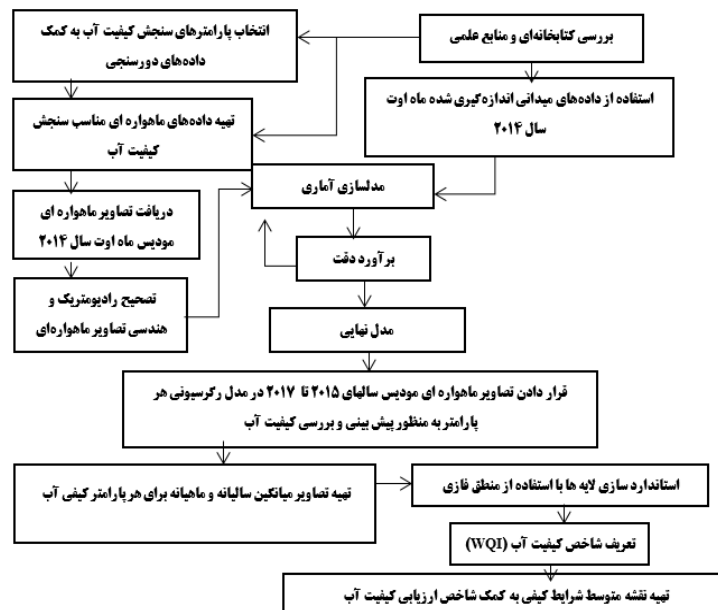 بررسی کتابخانه‌ای و منابع علمی
انتخاب پارامترهای سنجش کیفیت آب به کمک
داده‌های دورسنجی
استفاده از داده‌های میدانی اندازه‌گیری شده ماه اوت
سال ۲۰۱۴
تهیه داده‌های ماهواره ای مناسب سنجش
کیفیت آب
مدلسازی آماری
دریافت تصاویر ماهواره ای
مودیس ماه اوت سال ۲۰۱۴
برآورد دقت
تصحیح رادیومتریک و
هندسی تصاویر ماهواره‌ای
مدل نهایی
قرار دادن تصاویر ماهواره ای مودیس سالهای ۲۰۱۵ تا ۲۰۱۷ در مدل رگرسیونی هر
پارامتر به منظور پیش بینی و بررسی کیفیت آب
تهیه تصاویر میانگین سالیانه و ماهیانه برای هر پارامتر کیفی آب
استاندارد سازی لایه ها با استفاده از منطق فازی
تعریف شاخص کیفیت آب (WQI)
تهیه نقشه متوسط شرایط کیفی به کمک شاخص ارزیابی کیفیت آب